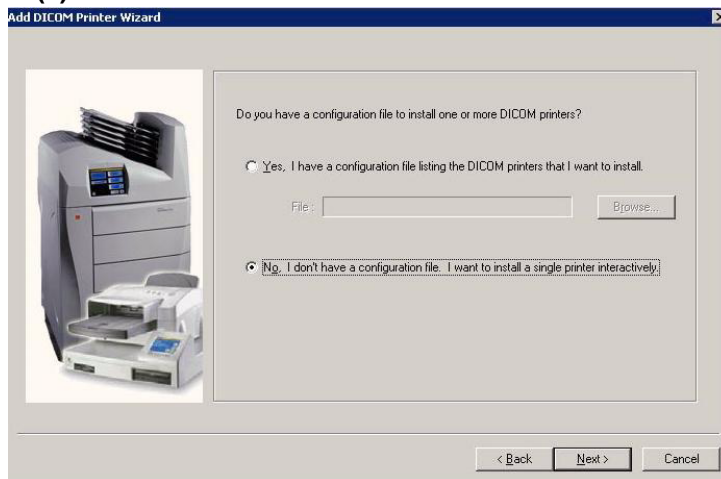 Add DICOM Printer Wizard
Do you have a configuration file to install one or more DICOM printers?
Yes, I have a configuration file listing the DICOM printers that I want to install.
File :
Browse...
No, I don't have a configuration file. I want to install a single printer interactively.
< Back
Next >
Cancel